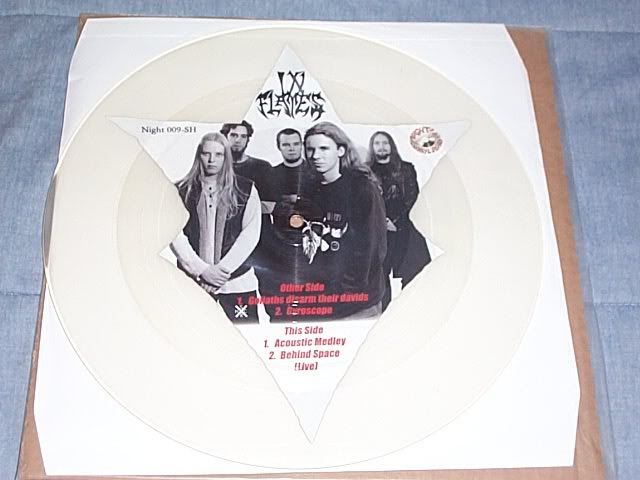 IN
FLAMES
Night 009-SH
Other Side
1. Goliaths disarm their davids
2. Gyroscope
This Side
1. Acoustic Medley
2. Behind Space
[Live]